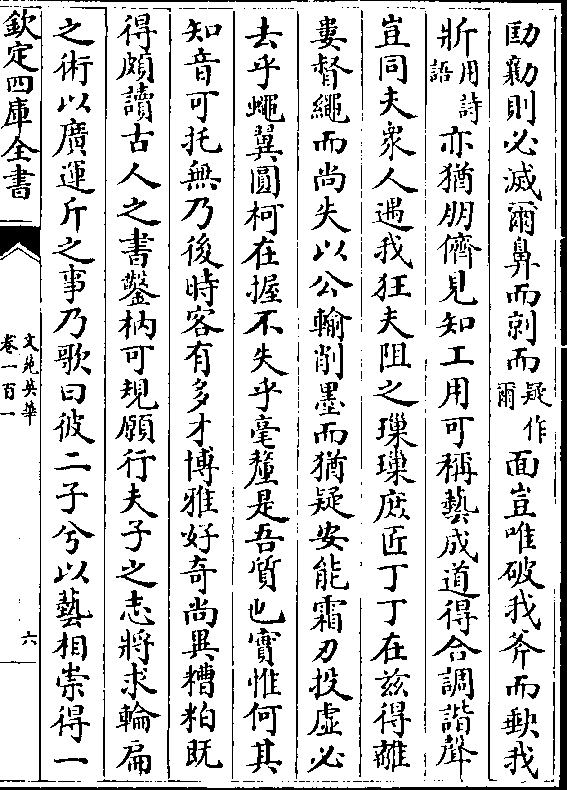 勖勷則必滅爾鼻而剠而疑作爾面豈唯破我斧而缺我
斨用詩語亦猶朋儕見知工用可稱藝成道得合調諧聲
豈同夫衆人遇我狂夫阻之璅璅庶匠丁丁在茲得離
婁督繩而尚失以公輸削墨而猶疑安能霜刃投虛必
去乎蠅翼圓柯在握不失乎毫釐是吾質也實惟何其
知音可托無乃後時客有多才博雅好奇尚異糟粕既
得頗讀古人之書鑿枘可規願行夫子之志將求輪扁
之術以廣運斤之事乃歌曰彼二子兮以藝相崇得一
欽定四庫全書
文苑英華
卷一百一
六